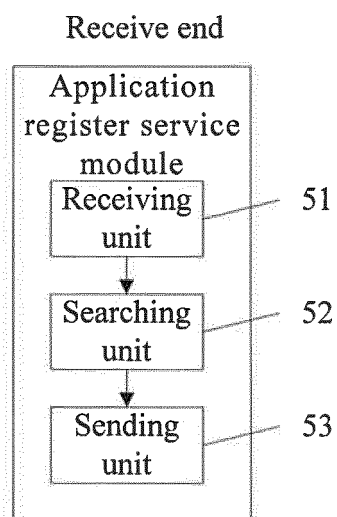 Receive end
Application
register service
module
Receiving
unit
51
Searching
unit
52
Sending
unit
53